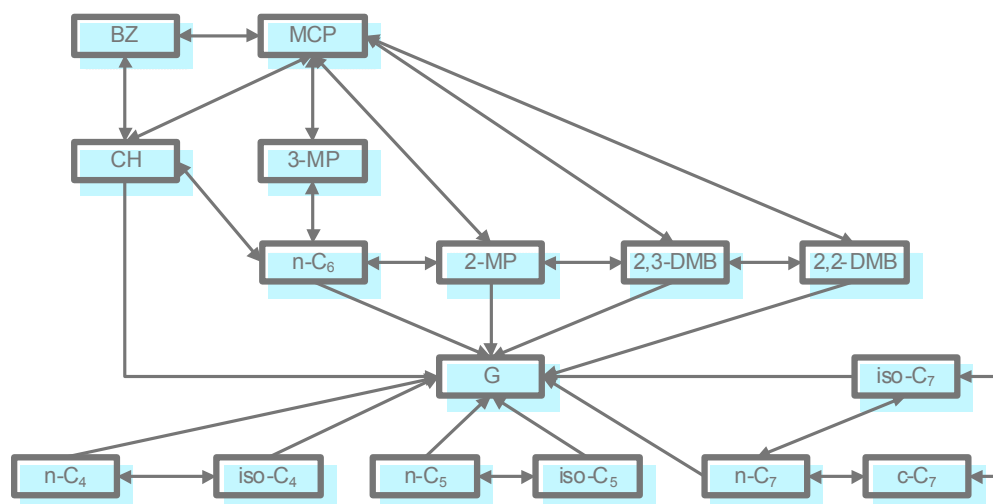 BZ MCP
CH 3-MP
n-C₆ 2-MP 2,3-DMB 2,2-DMB
G iso-C₇
n-C₄ iso-C₄ n-C₅ iso-C₅ n-C₇ c-C₇